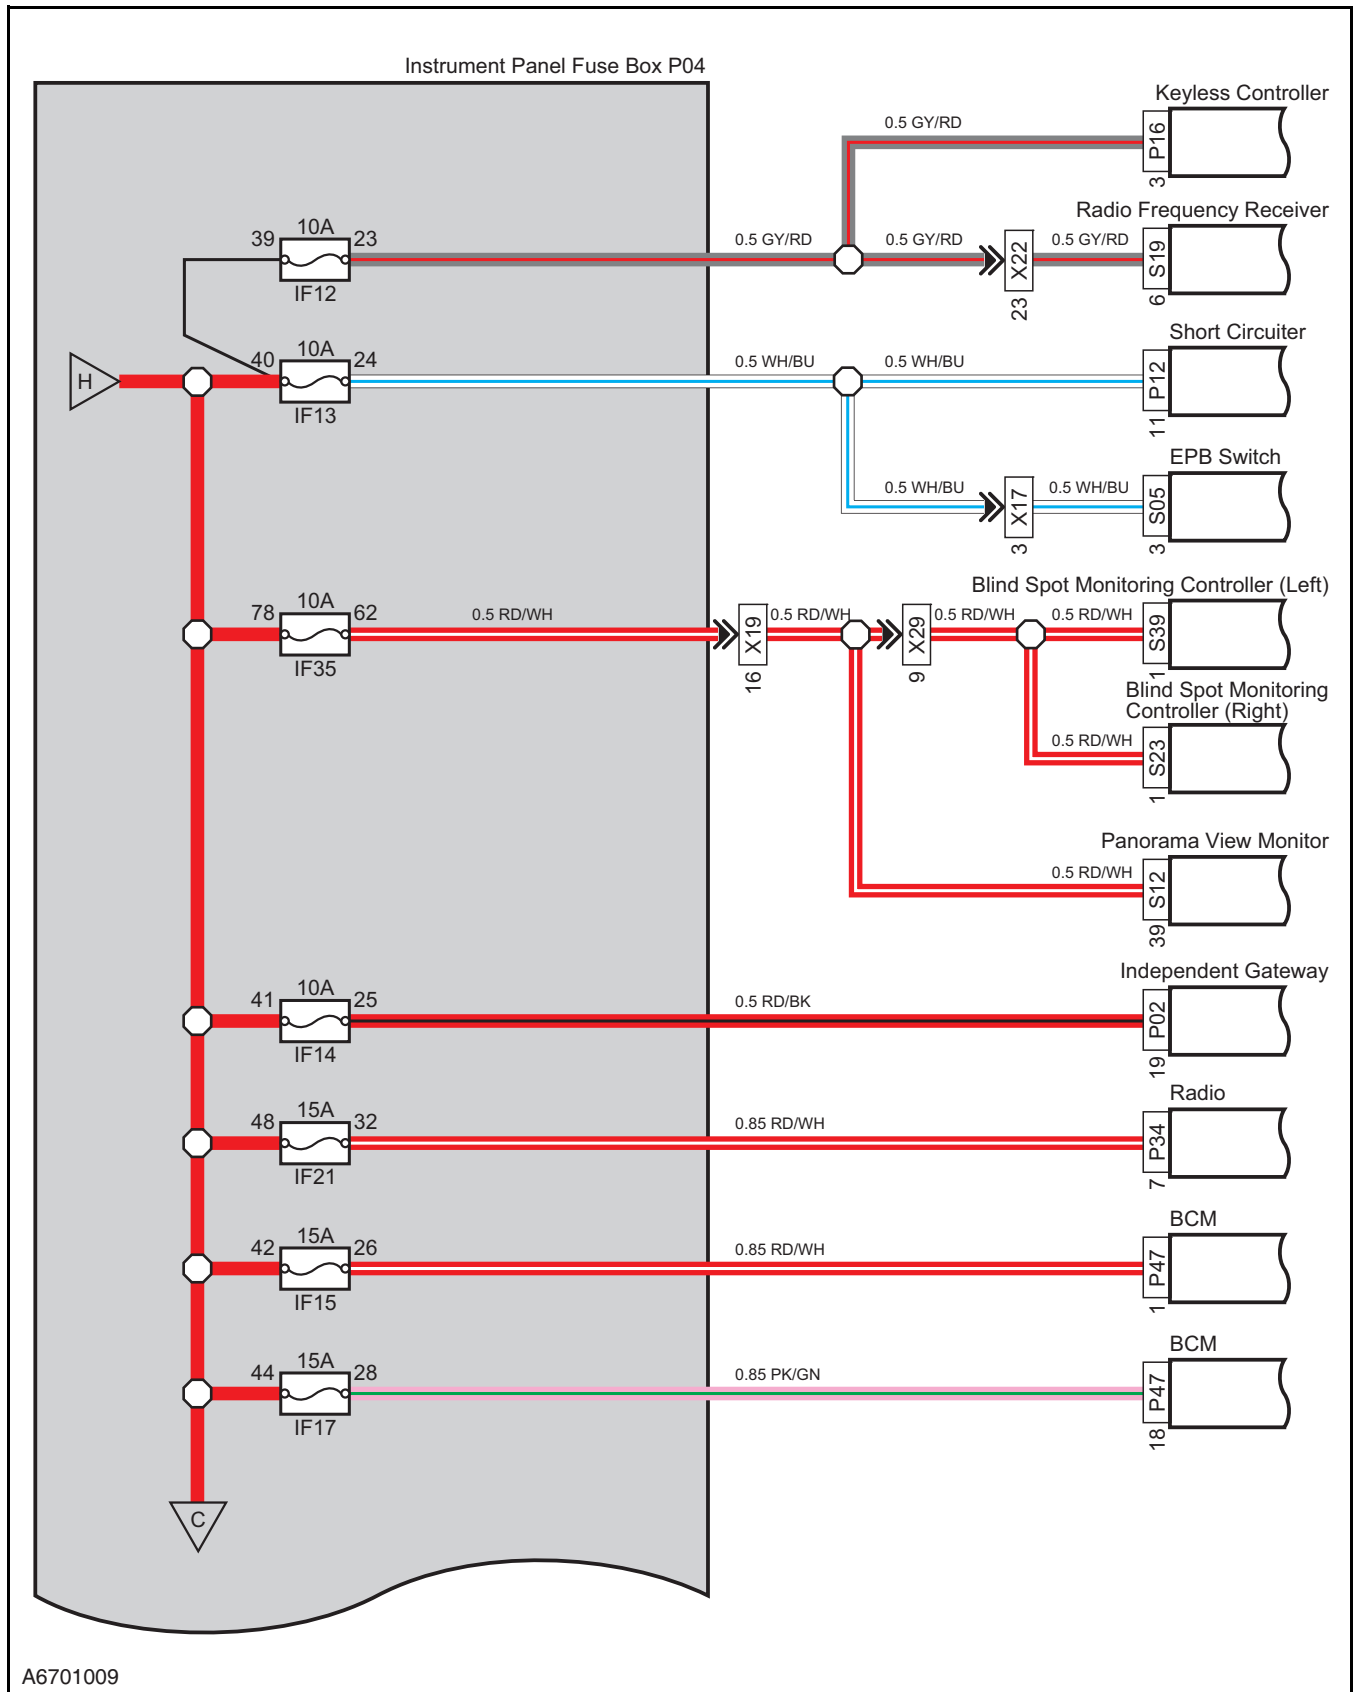 Instrument Panel Fuse Box P04
Keyless Controller
0.5 GY/RD
P16
3
Radio Frequency Receiver
10A
39
23
IF12
0.5 GY/RD
0.5 GY/RD
X22
23
0.5 GY/RD
S19
6
Short Circuiter
H
10A
40
24
IF13
0.5 WH/BU
0.5 WH/BU
P12
11
EPB Switch
0.5 WH/BU
X17
3
0.5 WH/BU
S05
3
Blind Spot Monitoring Controller (Left)
10A
78
62
IF35
0.5 RD/WH
X19
16
0.5 RD/WH
X29
9
0.5 RD/WH
0.5 RD/WH
S39
1
Blind Spot Monitoring
Controller (Right)
0.5 RD/WH
S23
1
Panorama View Monitor
0.5 RD/WH
S12
39
Independent Gateway
10A
41
25
IF14
0.5 RD/BK
P02
19
Radio
15A
48
32
IF21
0.85 RD/WH
P34
7
BCM
15A
42
26
IF15
0.85 RD/WH
P47
1
BCM
15A
44
28
IF17
0.85 PK/GN
P47
18
C
A6701009